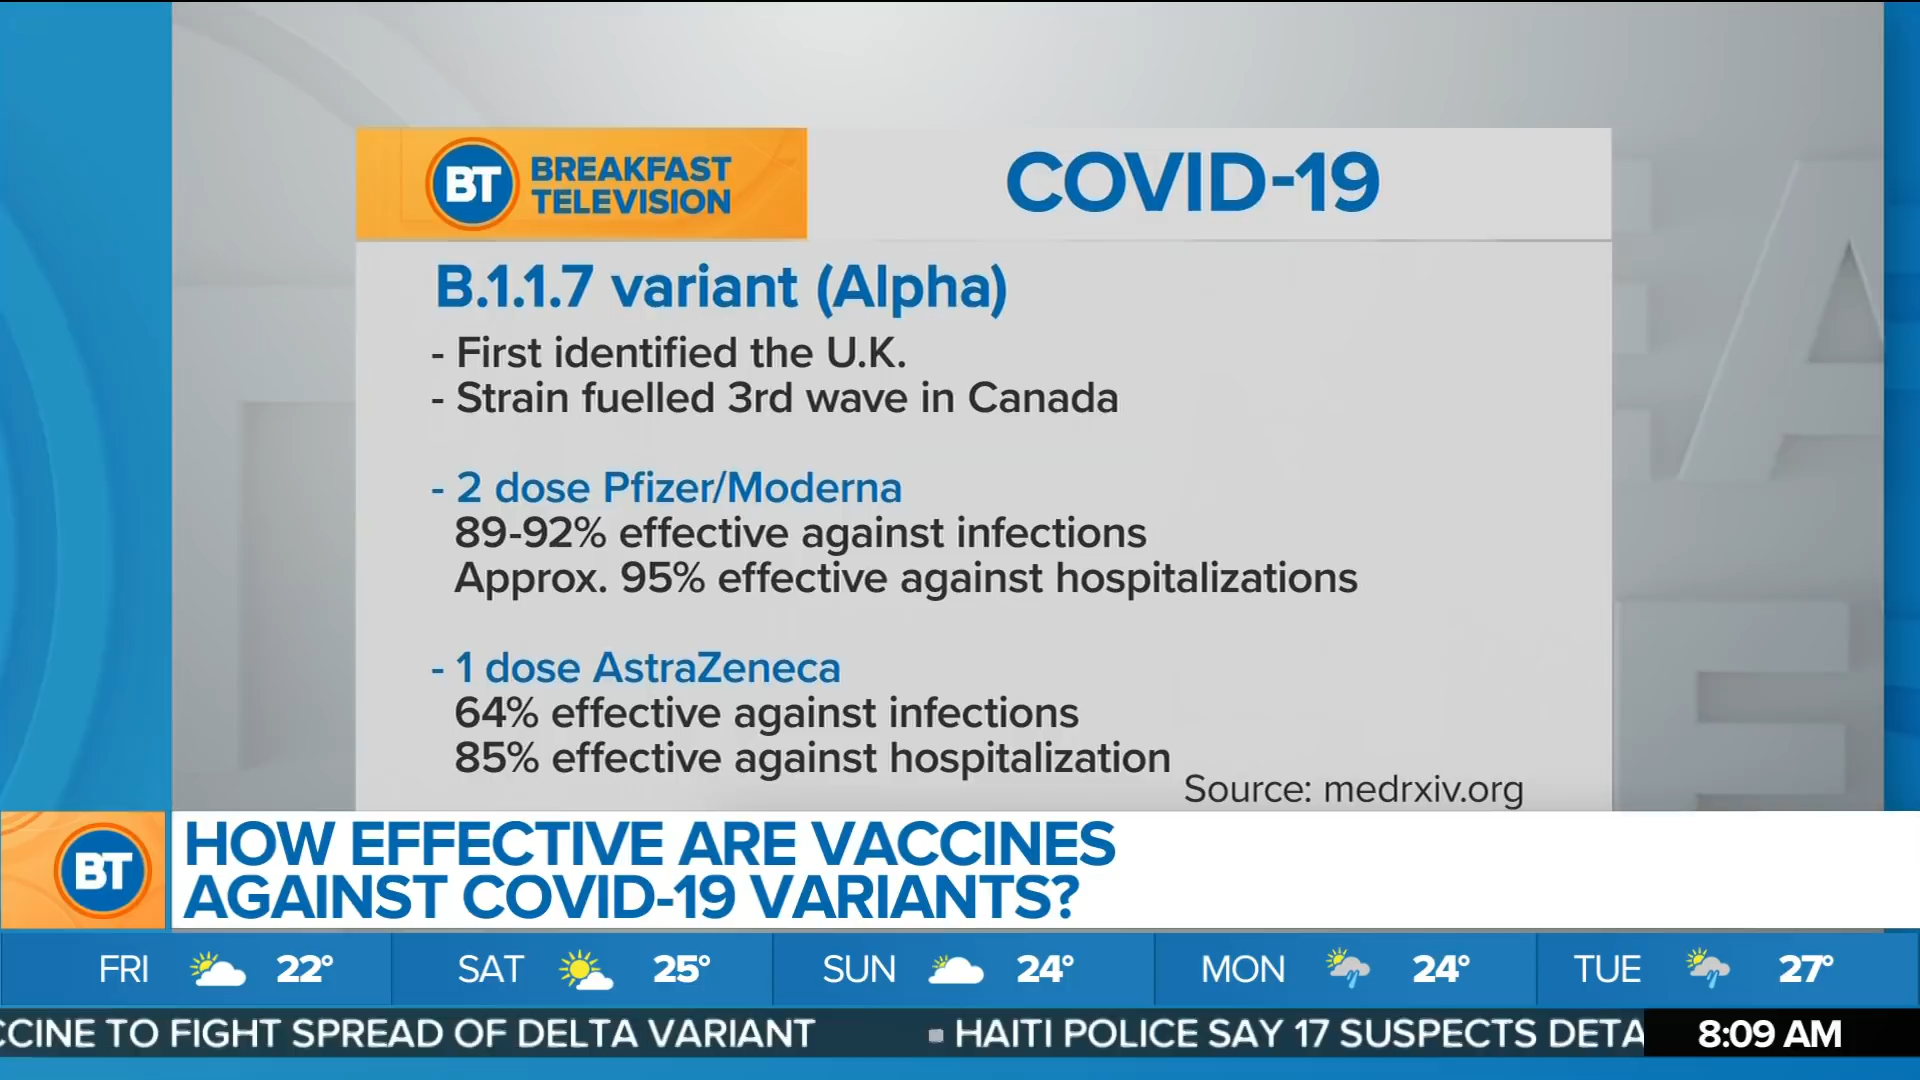 BT BREAKFAST
TELEVISION
COVID-19
B.1.1.7 variant (Alpha)
- First identified the U.K.
- Strain fuelled 3rd wave in Canada
- 2 dose Pfizer/Moderna
89-92% effective against infections
Approx. 95% effective against hospitalizations
- 1 dose AstraZeneca
64% effective against infections
85% effective against hospitalization
Source: medrxiv.org
BT
HOW EFFECTIVE ARE VACCINES
AGAINST COVID-19 VARIANTS?
FRI 22° SAT 25° SUN 24° MON 24° TUE 27°
CCINE TO FIGHT SPREAD OF DELTA VARIANT HAITI POLICE SAY 17 SUSPECTS DETA 8:09 AM